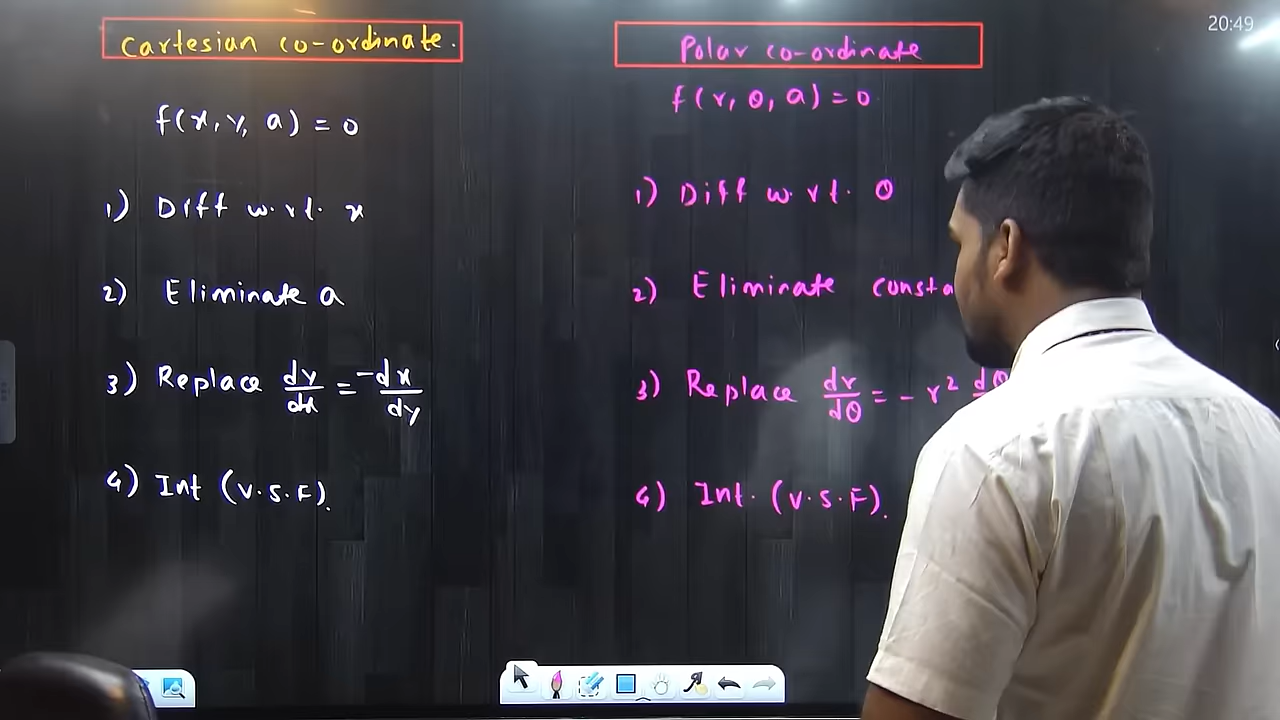 20:49
Cartesian co-ordinate.
f(x, y, a) = 0
1) Diff w.r.t. x
2) Eliminate a
3) Replace dy/dx = -dx/dy
4) Int (V.S.F).
Polar co-ordinate
f(r, θ, a) = 0
1) Diff w.r.t. θ
2) Eliminate
3) Replace dr/dθ = - r² dθ
4) Int. (V.S.F).